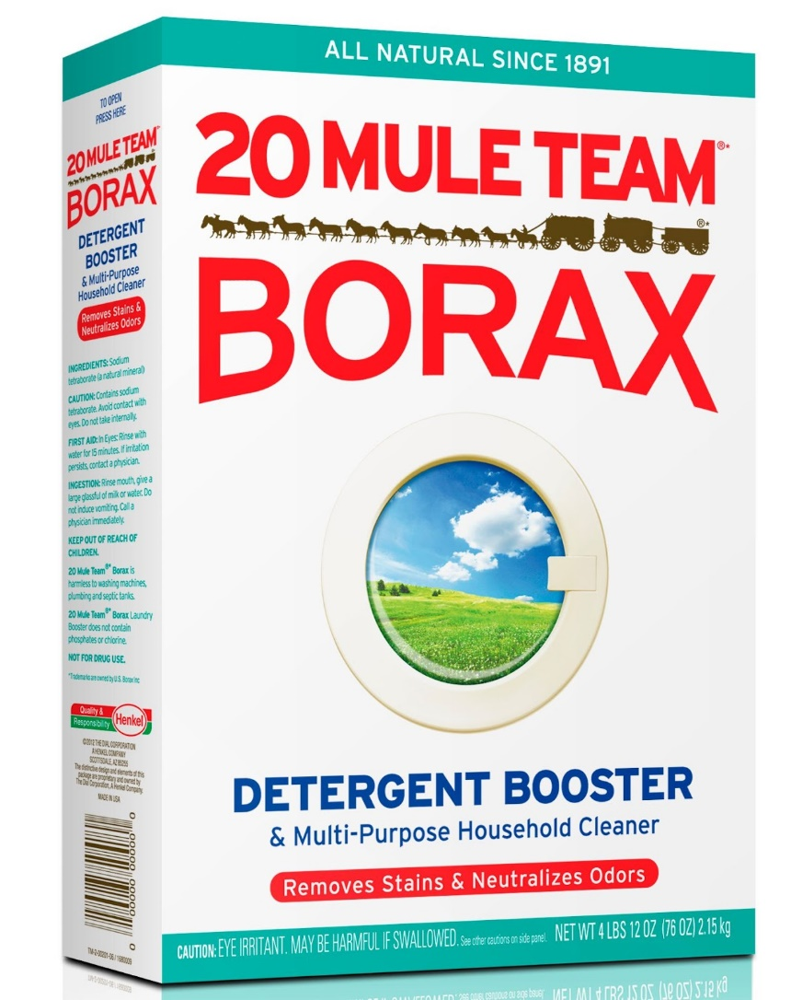 ALL NATURAL SINCE 1891
20 MULE TEAM®*
®*
BORAX
DETERGENT BOOSTER
& Multi-Purpose Household Cleaner
Removes Stains & Neutralizes Odors
CAUTION: EYE IRRITANT. MAY BE HARMFUL IF SWALLOWED. See other cautions on side panel. NET WT 4 LBS 12 OZ (76 OZ) 2.15 kg
TO OPEN
PRESS HERE
20 MULE TEAM
BORAX
DETERGENT
BOOSTER
& Multi-Purpose
Household Cleaner
Removes Stains &
Neutralizes Odors
INGREDIENTS: Sodium
tetraborate (a natural mineral)
CAUTION: Contains sodium
tetraborate. Avoid contact with
eyes. Do not take internally.
FIRST AID: In Eyes: Rinse with
water for 15 minutes. If irritation
persists, contact a physician.
INGESTION: Rinse mouth, give a
large glassful of milk or water. Do
not induce vomiting. Call a
physician immediately.
KEEP OUT OF REACH OF
CHILDREN.
20 Mule Team®* Borax is
harmless to washing machines,
plumbing and septic tanks.
20 Mule Team®* Borax Laundry
Booster does not contain
phosphates or chlorine.
NOT FOR DRUG USE.
*Trademarks are owned by U.S. Borax Inc
Quality &
Responsibility
Henkel
©2012 THE DIAL CORPORATION
A HENKEL COMPANY
SCOTTSDALE, AZ 85255
The distinctive design and elements of this
package are proprietary and owned by
The Dial Corporation, A Henkel Company.
MADE IN USA
0 00000 00000 0